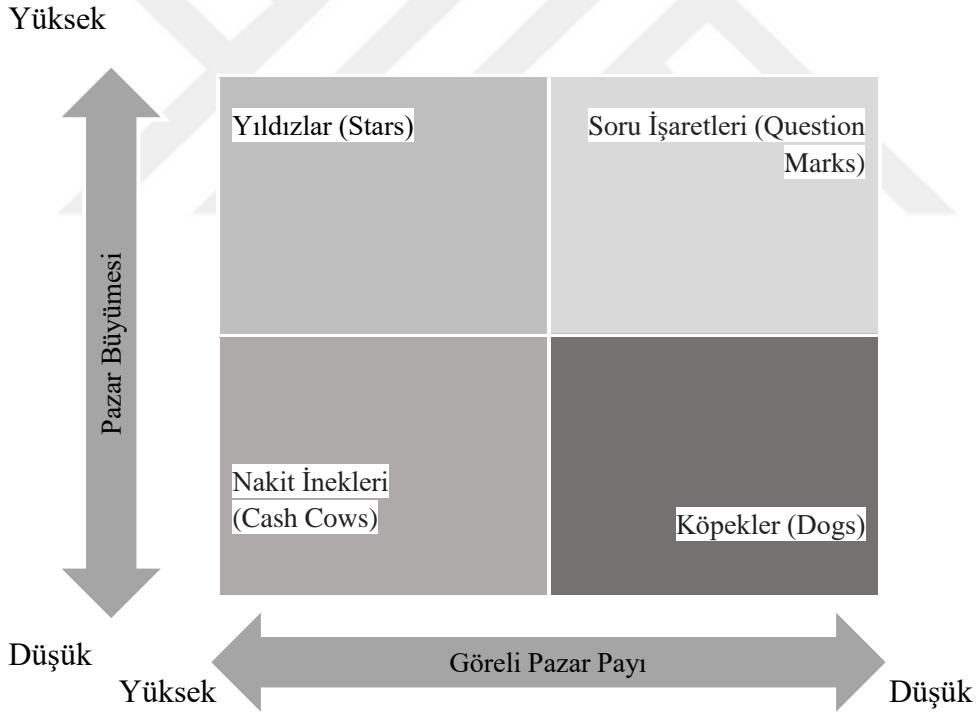 Yüksek
Yıldızlar (Stars)
Soru İşaretleri (Question
Marks)
Pazar Büyümesi
Nakit İnekleri
(Cash Cows)
Köpekler (Dogs)
Düşük
Göreli Pazar Payı
Yüksek
Düşük